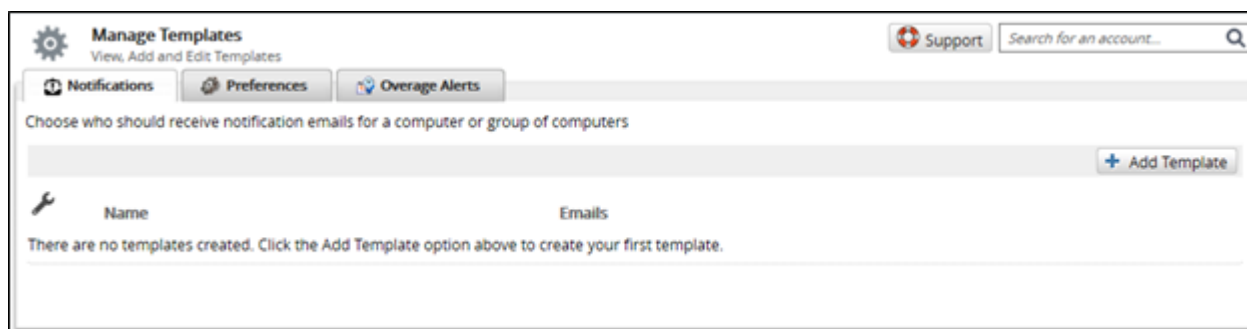 Manage Templates
View, Add and Edit Templates
Support
Search for an account...
Notifications
Preferences
Overage Alerts
Choose who should receive notification emails for a computer or group of computers
+ Add Template
Name
Emails
There are no templates created. Click the Add Template option above to create your first template.